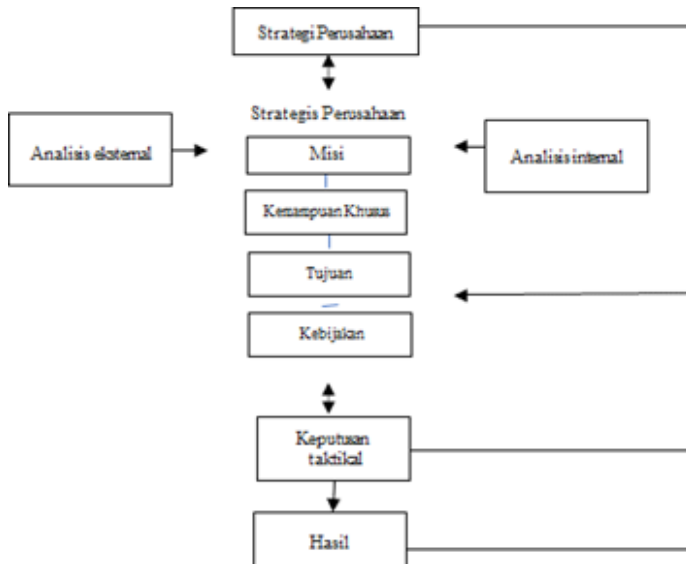 Strategi Perusahaan
Strategis Perusahaan
Analisis eksternal
Misi
Analisis internal
Kemampuan Khusus
Tujuan
Kebijakan
Keputusan
taktikal
Hasil